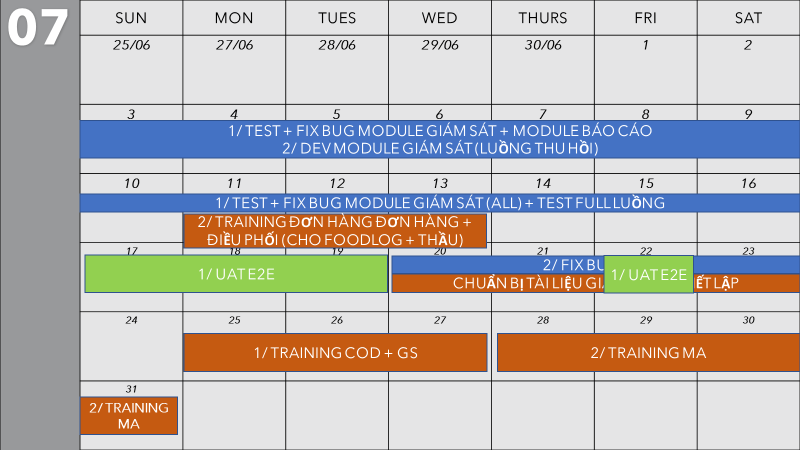 07
SUN MON TUES WED THURS FRI SAT
25/06 27/06 28/06 29/06 30/06 1 2
3 4 5 6 7 8 9
1/ TEST + FIX BUG MODULE GIÁM SÁT + MODULE BÁO CÁO
2/ DEV MODULE GIÁM SÁT (LUỒNG THU HỒI)
10 11 12 13 14 15 16
1/ TEST + FIX BUG MODULE GIÁM SÁT (ALL) + TEST FULL LUỒNG
2/ TRAINING ĐƠN HÀNG ĐƠN HÀNG +
ĐIỀU PHỐI (CHO FOODLOG + THẦU)
17 18 19 20 21 22 23
1/ UAT E2E
2/ FIX BU
1/ UAT E2E
CHUẨN BỊ TÀI LIỆU GI ẾT LẬP
24 25 26 27 28 29 30
1/ TRAINING COD + GS
2/ TRAINING MA
31
2/ TRAINING
MA